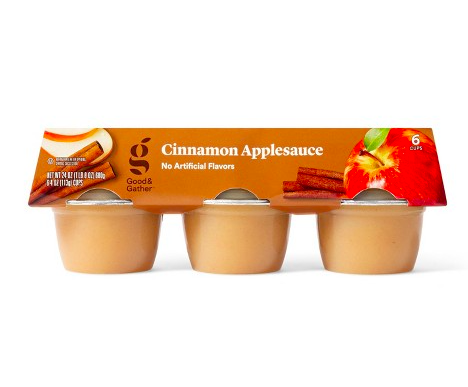 Cinnamon Applesauce
No Artificial Flavors
g
Good&
Gather™
6
CUPS
NET WT 24 OZ (1 LB 8 OZ) 680g
6-4 OZ (113g) CUPS